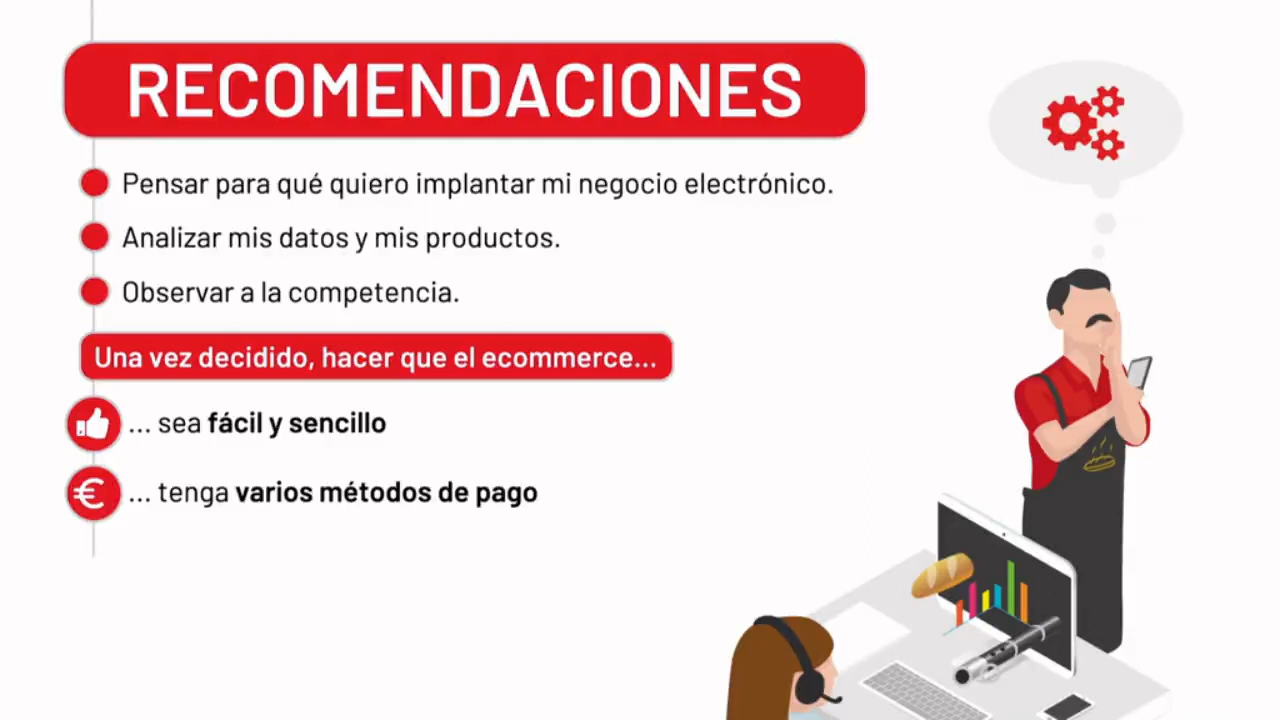 RECOMENDACIONES
Pensar para qué quiero implantar mi negocio electrónico.
Analizar mis datos y mis productos.
Observar a la competencia.
Una vez decidido, hacer que el ecommerce...
... sea fácil y sencillo
€ ... tenga varios métodos de pago